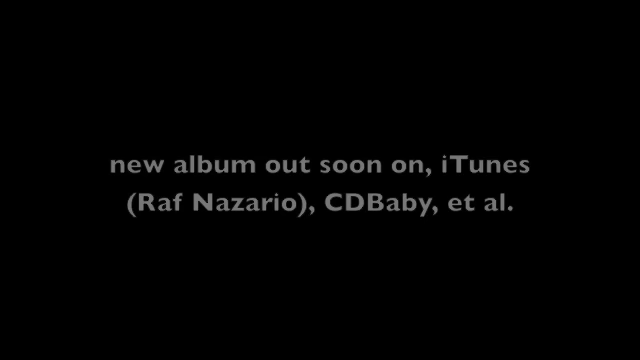 new album out soon on, iTunes
(Raf Nazario), CDBaby, et al.